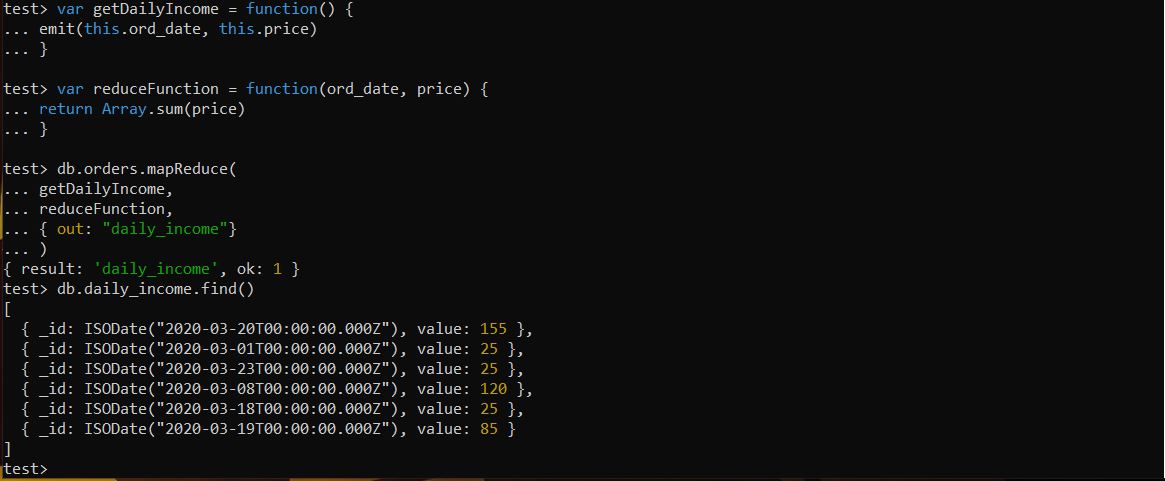 test> var getDailyIncome = function() {
... emit(this.ord_date, this.price)
... }
test> var reduceFunction = function(ord_date, price) {
... return Array.sum(price)
... }
test> db.orders.mapReduce(
... getDailyIncome,
... reduceFunction,
... { out: "daily_income"}
... )
{ result: 'daily_income', ok: 1 }
test> db.daily_income.find()
[
  { _id: ISODate("2020-03-20T00:00:00.000Z"), value: 155 },
  { _id: ISODate("2020-03-01T00:00:00.000Z"), value: 25 },
  { _id: ISODate("2020-03-23T00:00:00.000Z"), value: 25 },
  { _id: ISODate("2020-03-08T00:00:00.000Z"), value: 120 },
  { _id: ISODate("2020-03-18T00:00:00.000Z"), value: 25 },
  { _id: ISODate("2020-03-19T00:00:00.000Z"), value: 85 }
]
test>